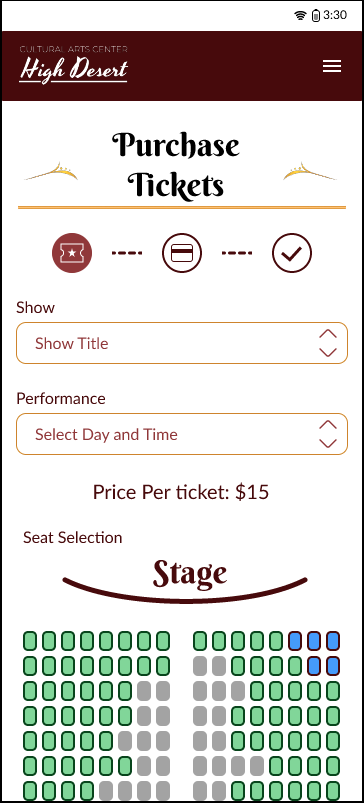 3:30
CULTURAL ARTS CENTER
High Desert
Purchase
Tickets
Show
Show Title
Performance
Select Day and Time
Price Per ticket: $15
Seat Selection
Stage